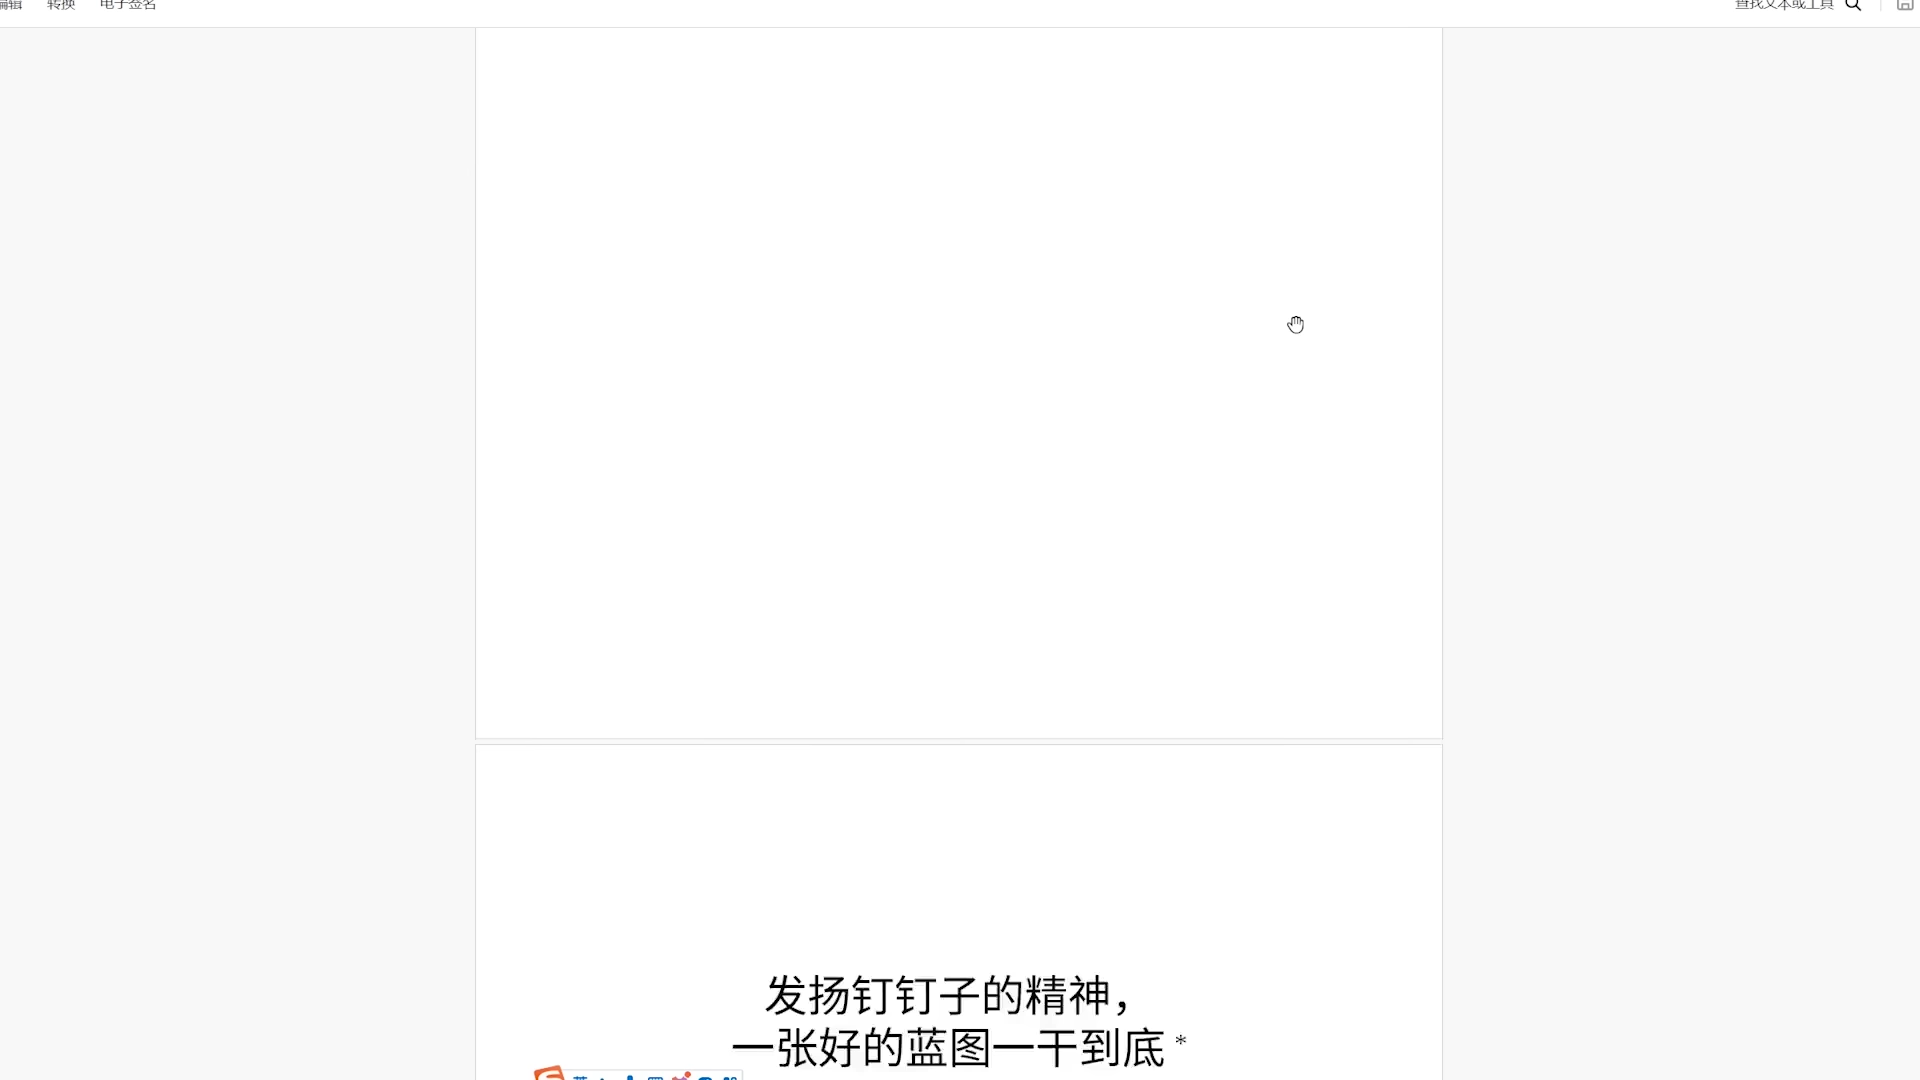 编辑 转换 电子签名 查找文本或工具
发扬钉钉子的精神，
一张好的蓝图一干到底 *
英